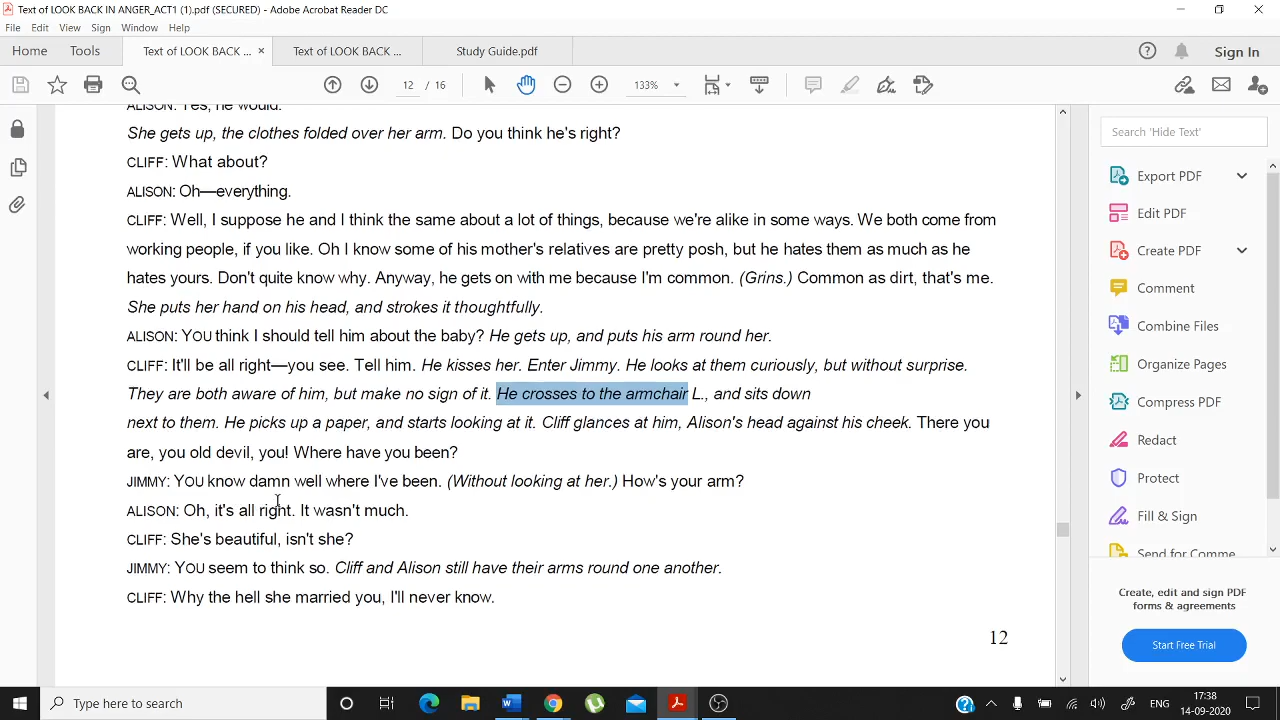 Text of LOOK BACK IN ANGER_ACT1 (1).pdf (SECURED) - Adobe Acrobat Reader DC
File Edit View Sign Window Help
Home Tools Text of LOOK BACK ... × Text of LOOK BACK ... Study Guide.pdf Sign In
12 / 16 133%
She gets up, the clothes folded over her arm. Do you think he's right?
CLIFF: What about?
ALISON: Oh—everything.
CLIFF: Well, I suppose he and I think the same about a lot of things, because we're alike in some ways. We both come from
working people, if you like. Oh I know some of his mother's relatives are pretty posh, but he hates them as much as he
hates yours. Don't quite know why. Anyway, he gets on with me because I'm common. (Grins.) Common as dirt, that's me.
She puts her hand on his head, and strokes it thoughtfully.
ALISON: YOU think I should tell him about the baby? He gets up, and puts his arm round her.
CLIFF: It'll be all right—you see. Tell him. He kisses her. Enter Jimmy. He looks at them curiously, but without surprise.
They are both aware of him, but make no sign of it. He crosses to the armchair L., and sits down
next to them. He picks up a paper, and starts looking at it. Cliff glances at him, Alison's head against his cheek. There you
are, you old devil, you! Where have you been?
JIMMY: YOU know damn well where I've been. (Without looking at her.) How's your arm?
ALISON: Oh, it's all right. It wasn't much.
CLIFF: She's beautiful, isn't she?
JIMMY: YOU seem to think so. Cliff and Alison still have their arms round one another.
CLIFF: Why the hell she married you, I'll never know.
12
Search 'Hide Text'
Export PDF
Edit PDF
Create PDF
Comment
Combine Files
Organize Pages
Compress PDF
Redact
Protect
Fill & Sign
Send for Comme
Create, edit and sign PDF
forms & agreements
Start Free Trial
Type here to search
ENG
17:38
14-09-2020